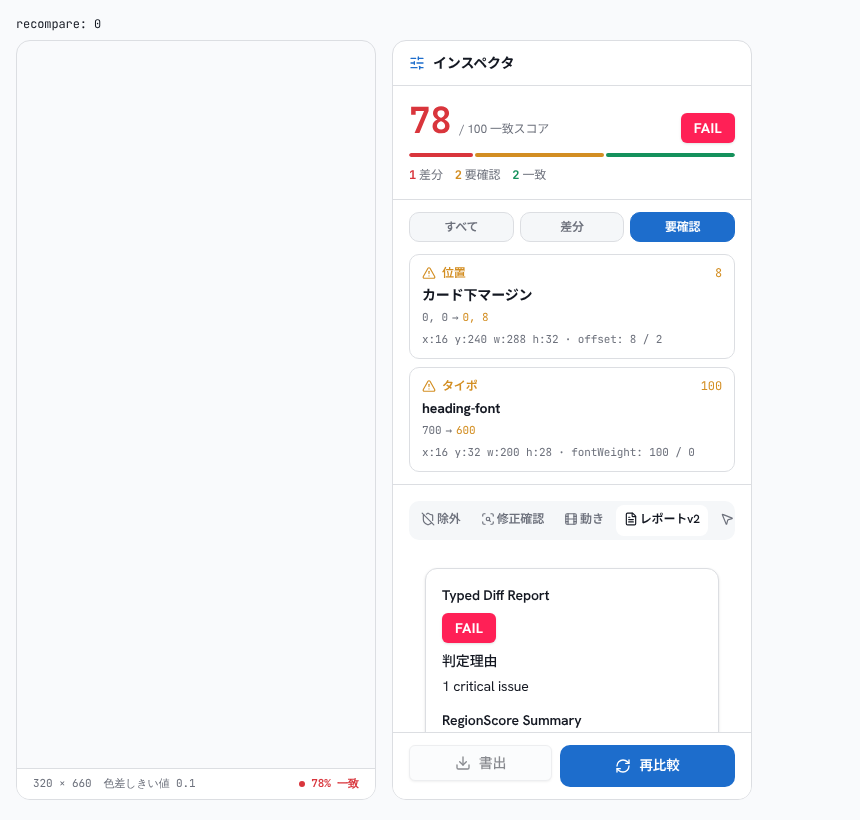 recompare: 0
インスペクタ
78 / 100 一致スコア
FAIL
1 差分 2 要確認 2 一致
すべて
差分
要確認
位置 8
カード下マージン
0, 0 → 0, 8
x:16 y:240 w:288 h:32 · offset: 8 / 2
タイポ 100
heading-font
700 → 600
x:16 y:32 w:200 h:28 · fontWeight: 100 / 0
除外 修正確認 動き レポートv2
Typed Diff Report
FAIL
判定理由
1 critical issue
RegionScore Summary
320 × 660 色差しきい値 0.1
78% 一致
書出
再比較